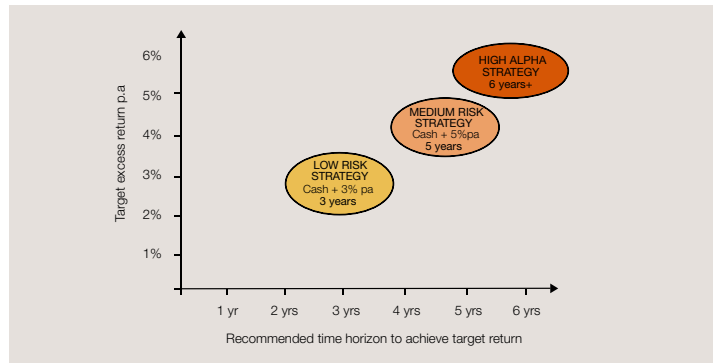 Target excess return p.a
6%
5%
4%
3%
2%
1%
HIGH ALPHA
STRATEGY
6 years+
MEDIUM RISK
STRATEGY
Cash + 5%pa
5 years
LOW RISK
STRATEGY
Cash + 3% pa
3 years
1 yr
2 yrs
3 yrs
4 yrs
5 yrs
6 yrs
Recommended time horizon to achieve target return